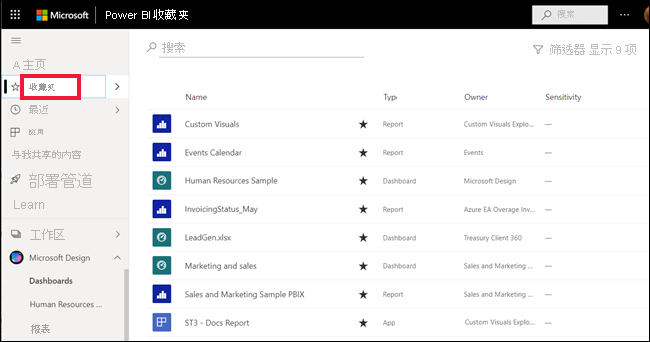 Microsoft Power BI收藏夹 搜索 ...
搜索 筛选器 显示 9 项
A 主页
收藏夹
最近
应用
与我共享的内容
部署管道
Learn
工作区
Microsoft Design
Dashboards
Human Resources ...
报表
Name Type Owner Sensitivity
Custom Visuals ★ Report Custom Visuals Explo... —
Events Calendar ★ Report Events —
Human Resources Sample ★ Dashboard Microsoft Design —
InvoicingStatus_May ★ Report Azure EA Overage Inv... —
LeadGen.xlsx ★ Dashboard Treasury Client 360 —
Marketing and sales ★ Dashboard Sales and Marketing ... —
Sales and Marketing Sample PBIX ★ Report Sales and Marketing ... —
ST3 - Docs Report ★ App Custom Visuals Explo... —